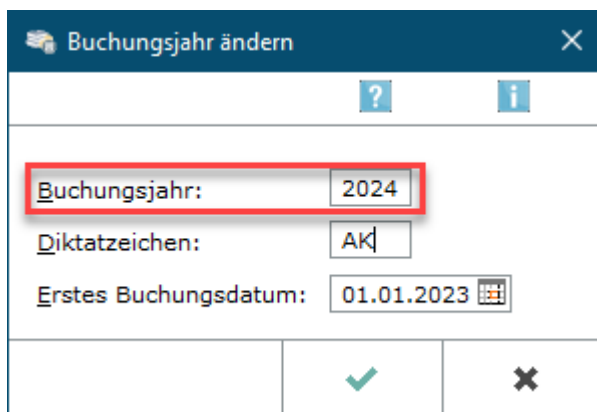 Buchungsjahr ändern
?
i
Buchungsjahr: 2024
Diktatzeichen: AK
Erstes Buchungsdatum: 01.01.2023